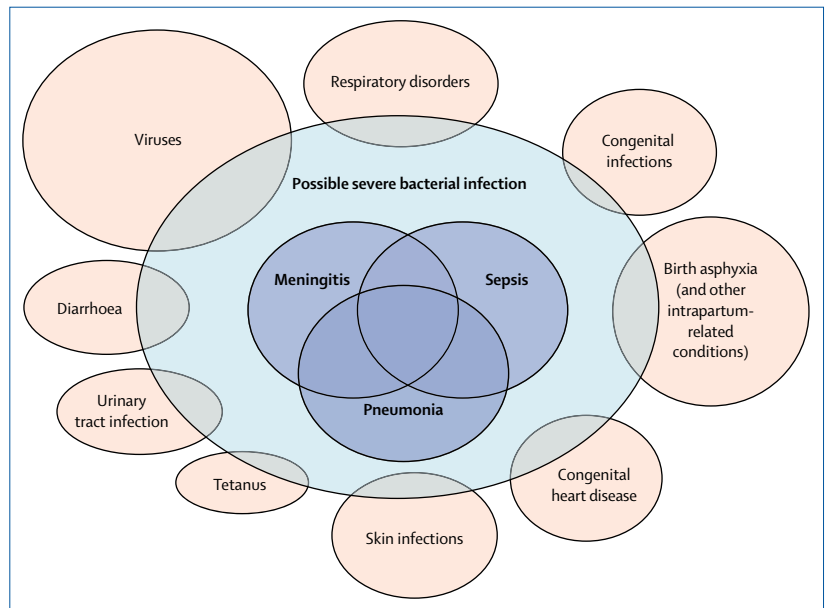 Respiratory disorders
Viruses
Congenital
infections
Possible severe bacterial infection
Meningitis
Sepsis
Birth asphyxia
(and other
intrapartum-
related
conditions)
Diarrhoea
Urinary
tract infection
Pneumonia
Tetanus
Congenital
heart disease
Skin infections